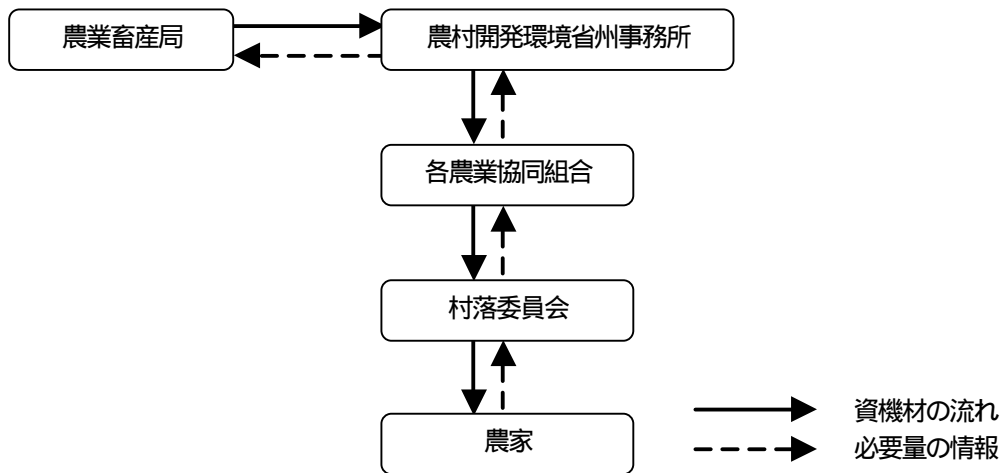 農業畜産局
農村開発環境省州事務所
各農業協同組合
村落委員会
農家
資機材の流れ
必要量の情報